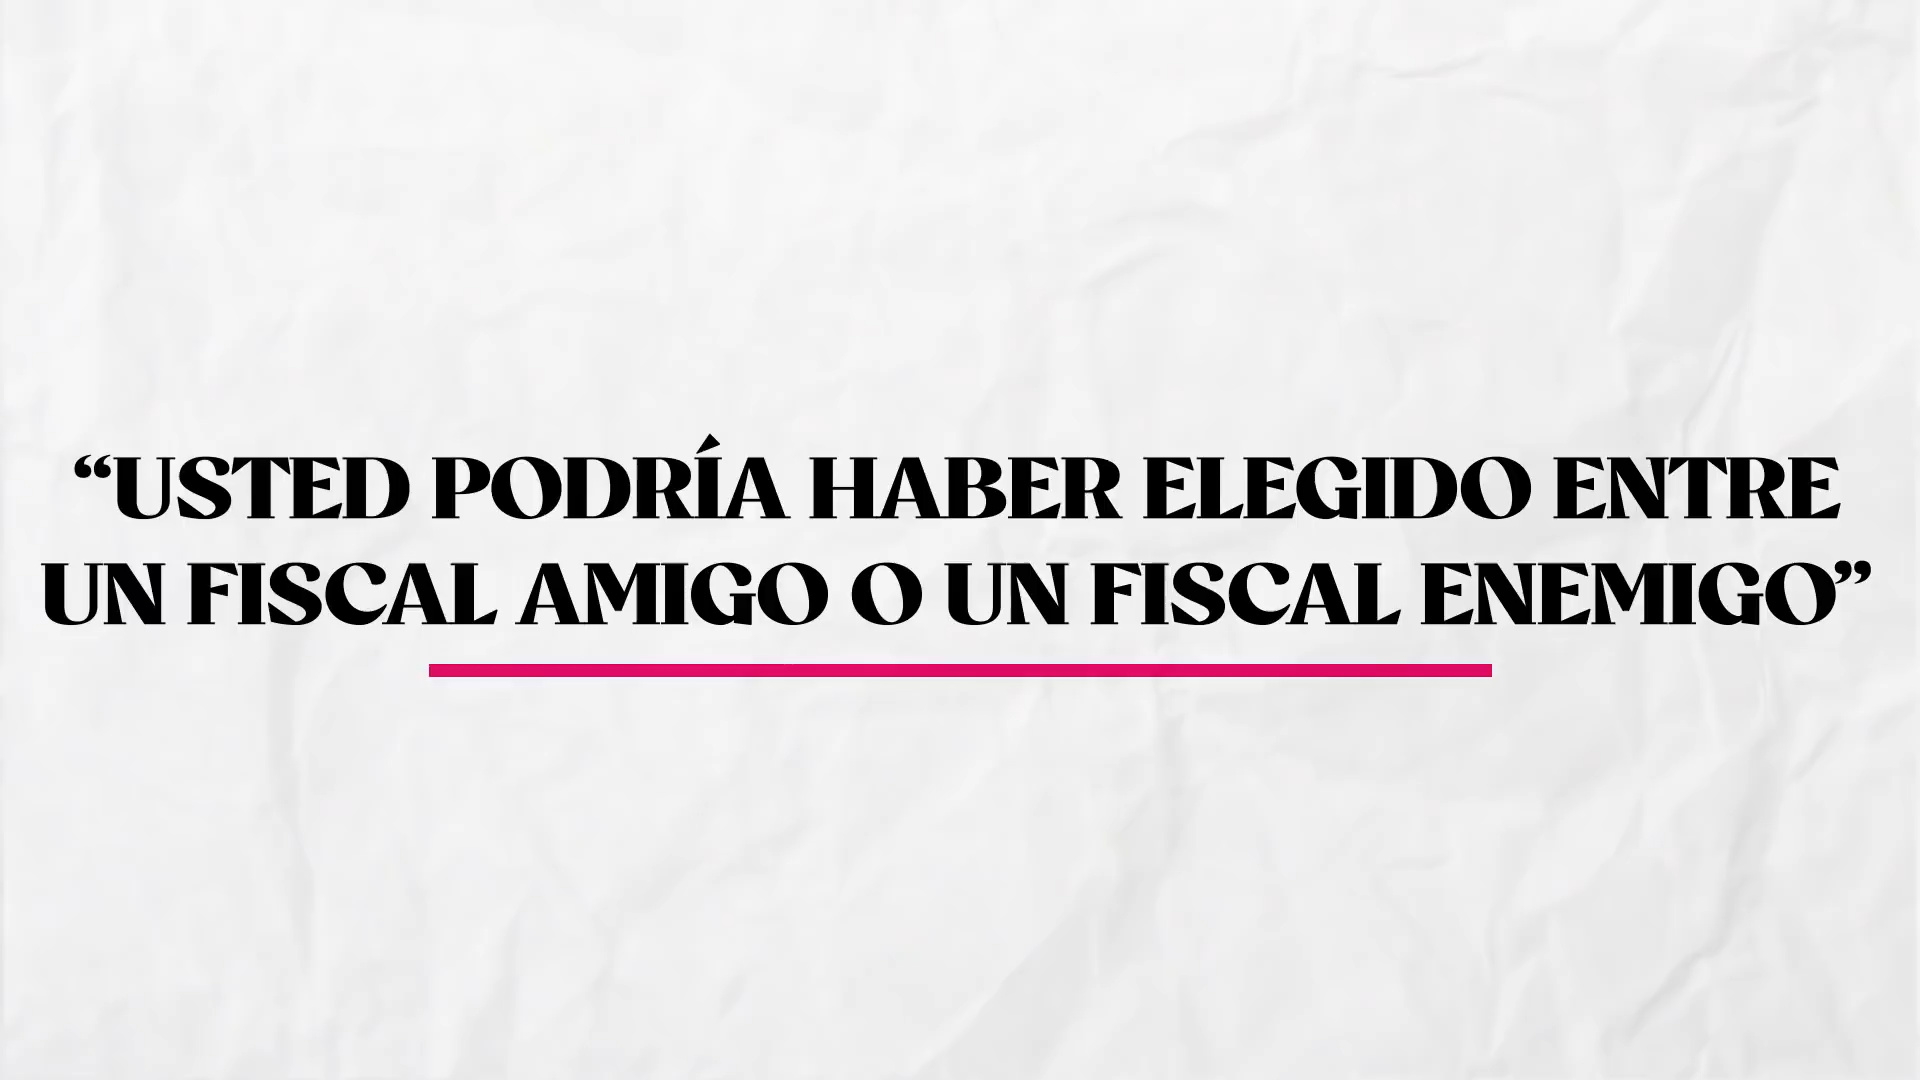 “USTED PODRÍA HABER ELEGIDO ENTRE
UN FISCAL AMIGO O UN FISCAL ENEMIGO”